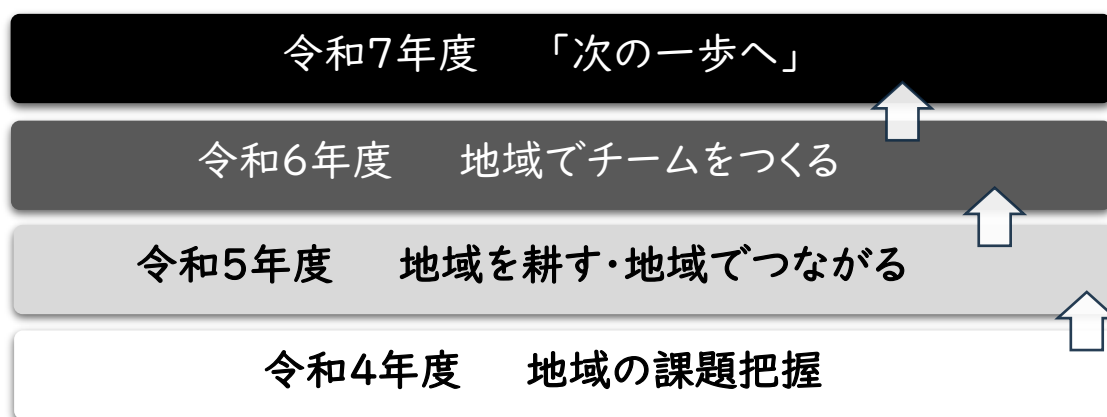 令和7年度 「次の一歩へ」
令和6年度 地域でチームをつくる
令和5年度 地域を耕す・地域でつながる
令和4年度 地域の課題把握